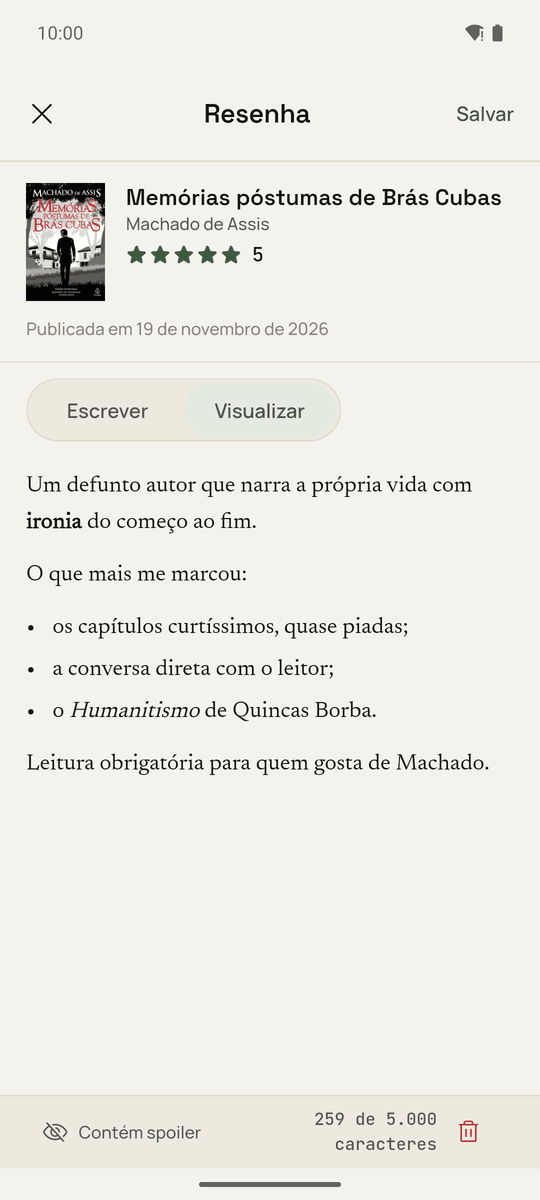 10:00
Resenha
Salvar
MACHADO DE ASSIS
MEMÓRIAS
PÓSTUMAS DE
BRÁS CUBAS
Memórias póstumas de Brás Cubas
Machado de Assis
5
Publicada em 19 de novembro de 2026
Escrever
Visualizar
Um defunto autor que narra a própria vida com
ironia do começo ao fim.
O que mais me marcou:
• os capítulos curtíssimos, quase piadas;
• a conversa direta com o leitor;
• o Humanitismo de Quincas Borba.
Leitura obrigatória para quem gosta de Machado.
Contém spoiler
259 de 5.000
caracteres